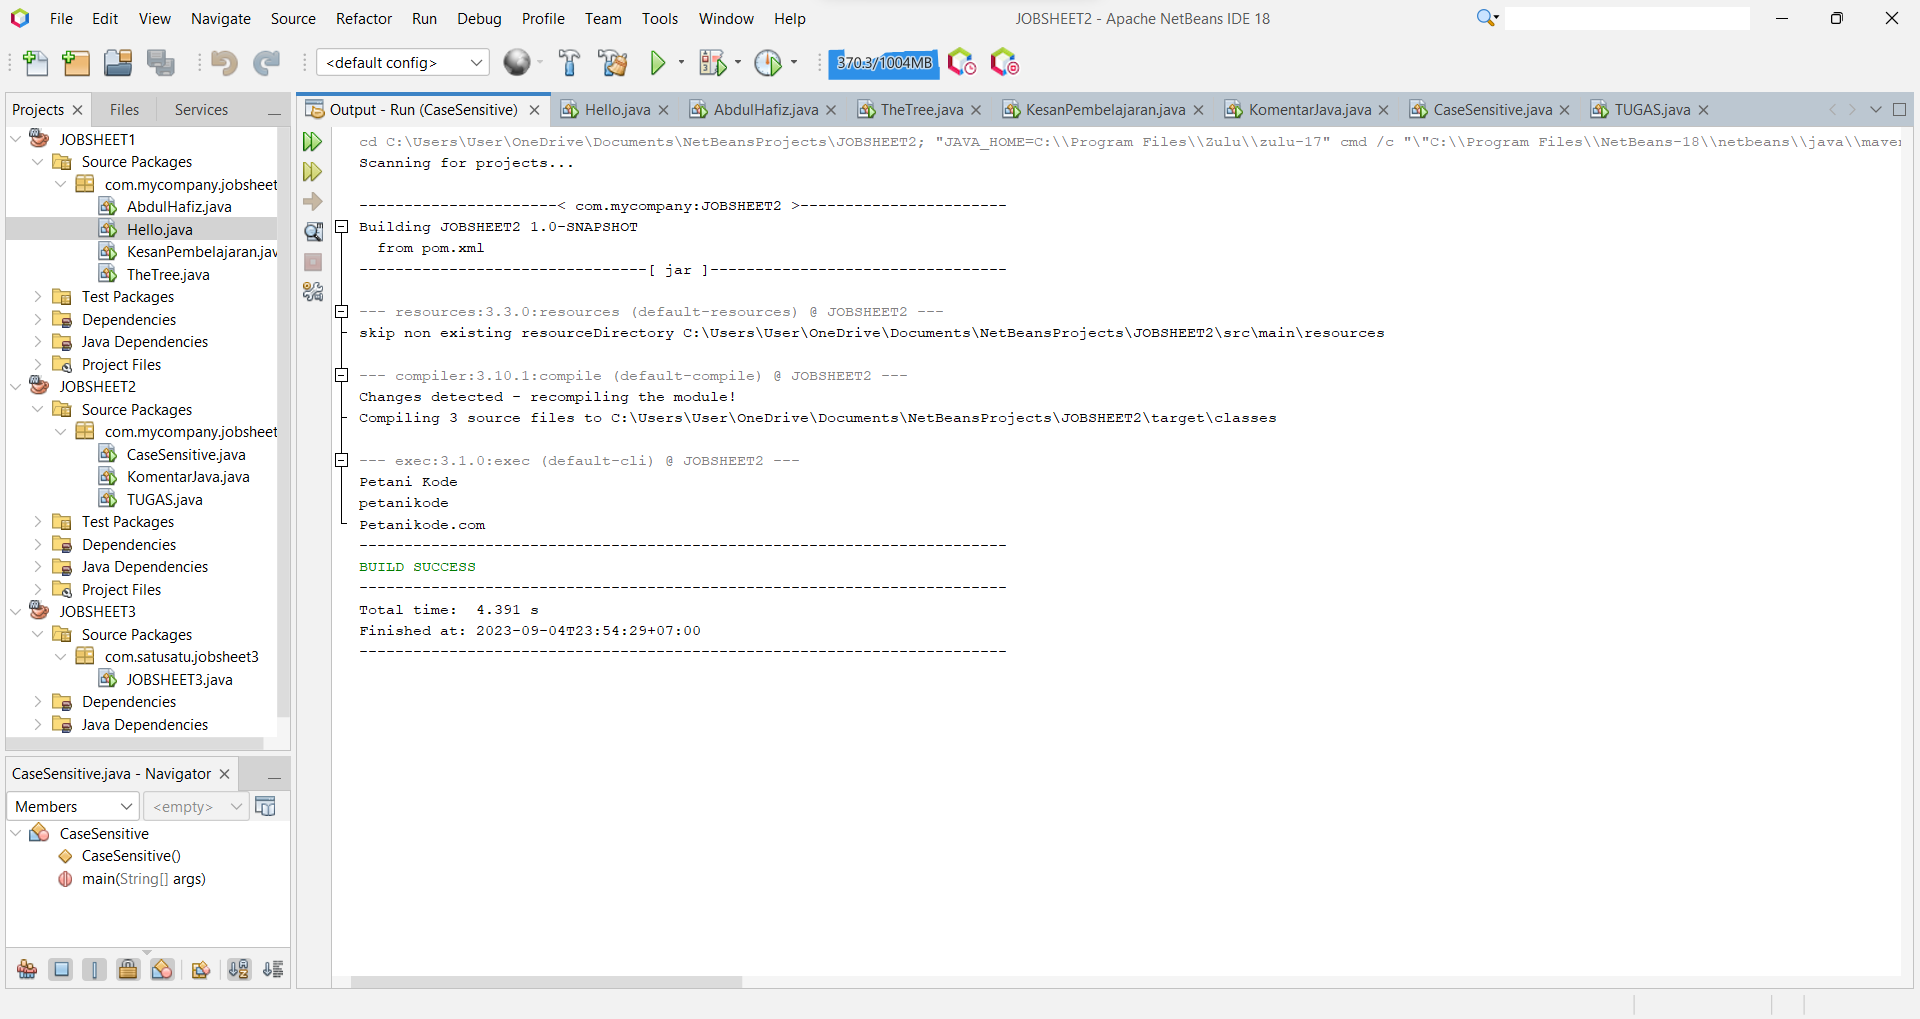 File Edit View Navigate Source Refactor Run Debug Profile Team Tools Window Help JOBSHEET2 - Apache NetBeans IDE 18
<default config> 370.3/1004MB
Projects Files Services
Output - Run (CaseSensitive) Hello.java AbdulHafiz.java TheTree.java KesanPembelajaran.java KomentarJava.java CaseSensitive.java TUGAS.java
JOBSHEET1
Source Packages
com.mycompany.jobsheet
AbdulHafiz.java
Hello.java
KesanPembelajaran.jav
TheTree.java
Test Packages
Dependencies
Java Dependencies
Project Files
JOBSHEET2
Source Packages
com.mycompany.jobsheet
CaseSensitive.java
KomentarJava.java
TUGAS.java
Test Packages
Dependencies
Java Dependencies
Project Files
JOBSHEET3
Source Packages
com.satusatu.jobsheet3
JOBSHEET3.java
Dependencies
Java Dependencies
cd C:\Users\User\OneDrive\Documents\NetBeansProjects\JOBSHEET2; "JAVA_HOME=C:\\Program Files\\Zulu\\zulu-17" cmd /c "\"C:\\Program Files\\NetBeans-18\\netbeans\\java\\maven
Scanning for projects...
----------------------< com.mycompany:JOBSHEET2 >-----------------------
Building JOBSHEET2 1.0-SNAPSHOT
from pom.xml
--------------------------------[ jar ]---------------------------------
--- resources:3.3.0:resources (default-resources) @ JOBSHEET2 ---
skip non existing resourceDirectory C:\Users\User\OneDrive\Documents\NetBeansProjects\JOBSHEET2\src\main\resources
--- compiler:3.10.1:compile (default-compile) @ JOBSHEET2 ---
Changes detected - recompiling the module!
Compiling 3 source files to C:\Users\User\OneDrive\Documents\NetBeansProjects\JOBSHEET2\target\classes
--- exec:3.1.0:exec (default-cli) @ JOBSHEET2 ---
Petani Kode
petanikode
Petanikode.com
------------------------------------------------------------------------
BUILD SUCCESS
------------------------------------------------------------------------
Total time:  4.391 s
Finished at: 2023-09-04T23:54:29+07:00
------------------------------------------------------------------------
CaseSensitive.java - Navigator
Members <empty>
CaseSensitive
CaseSensitive()
main(String[] args)